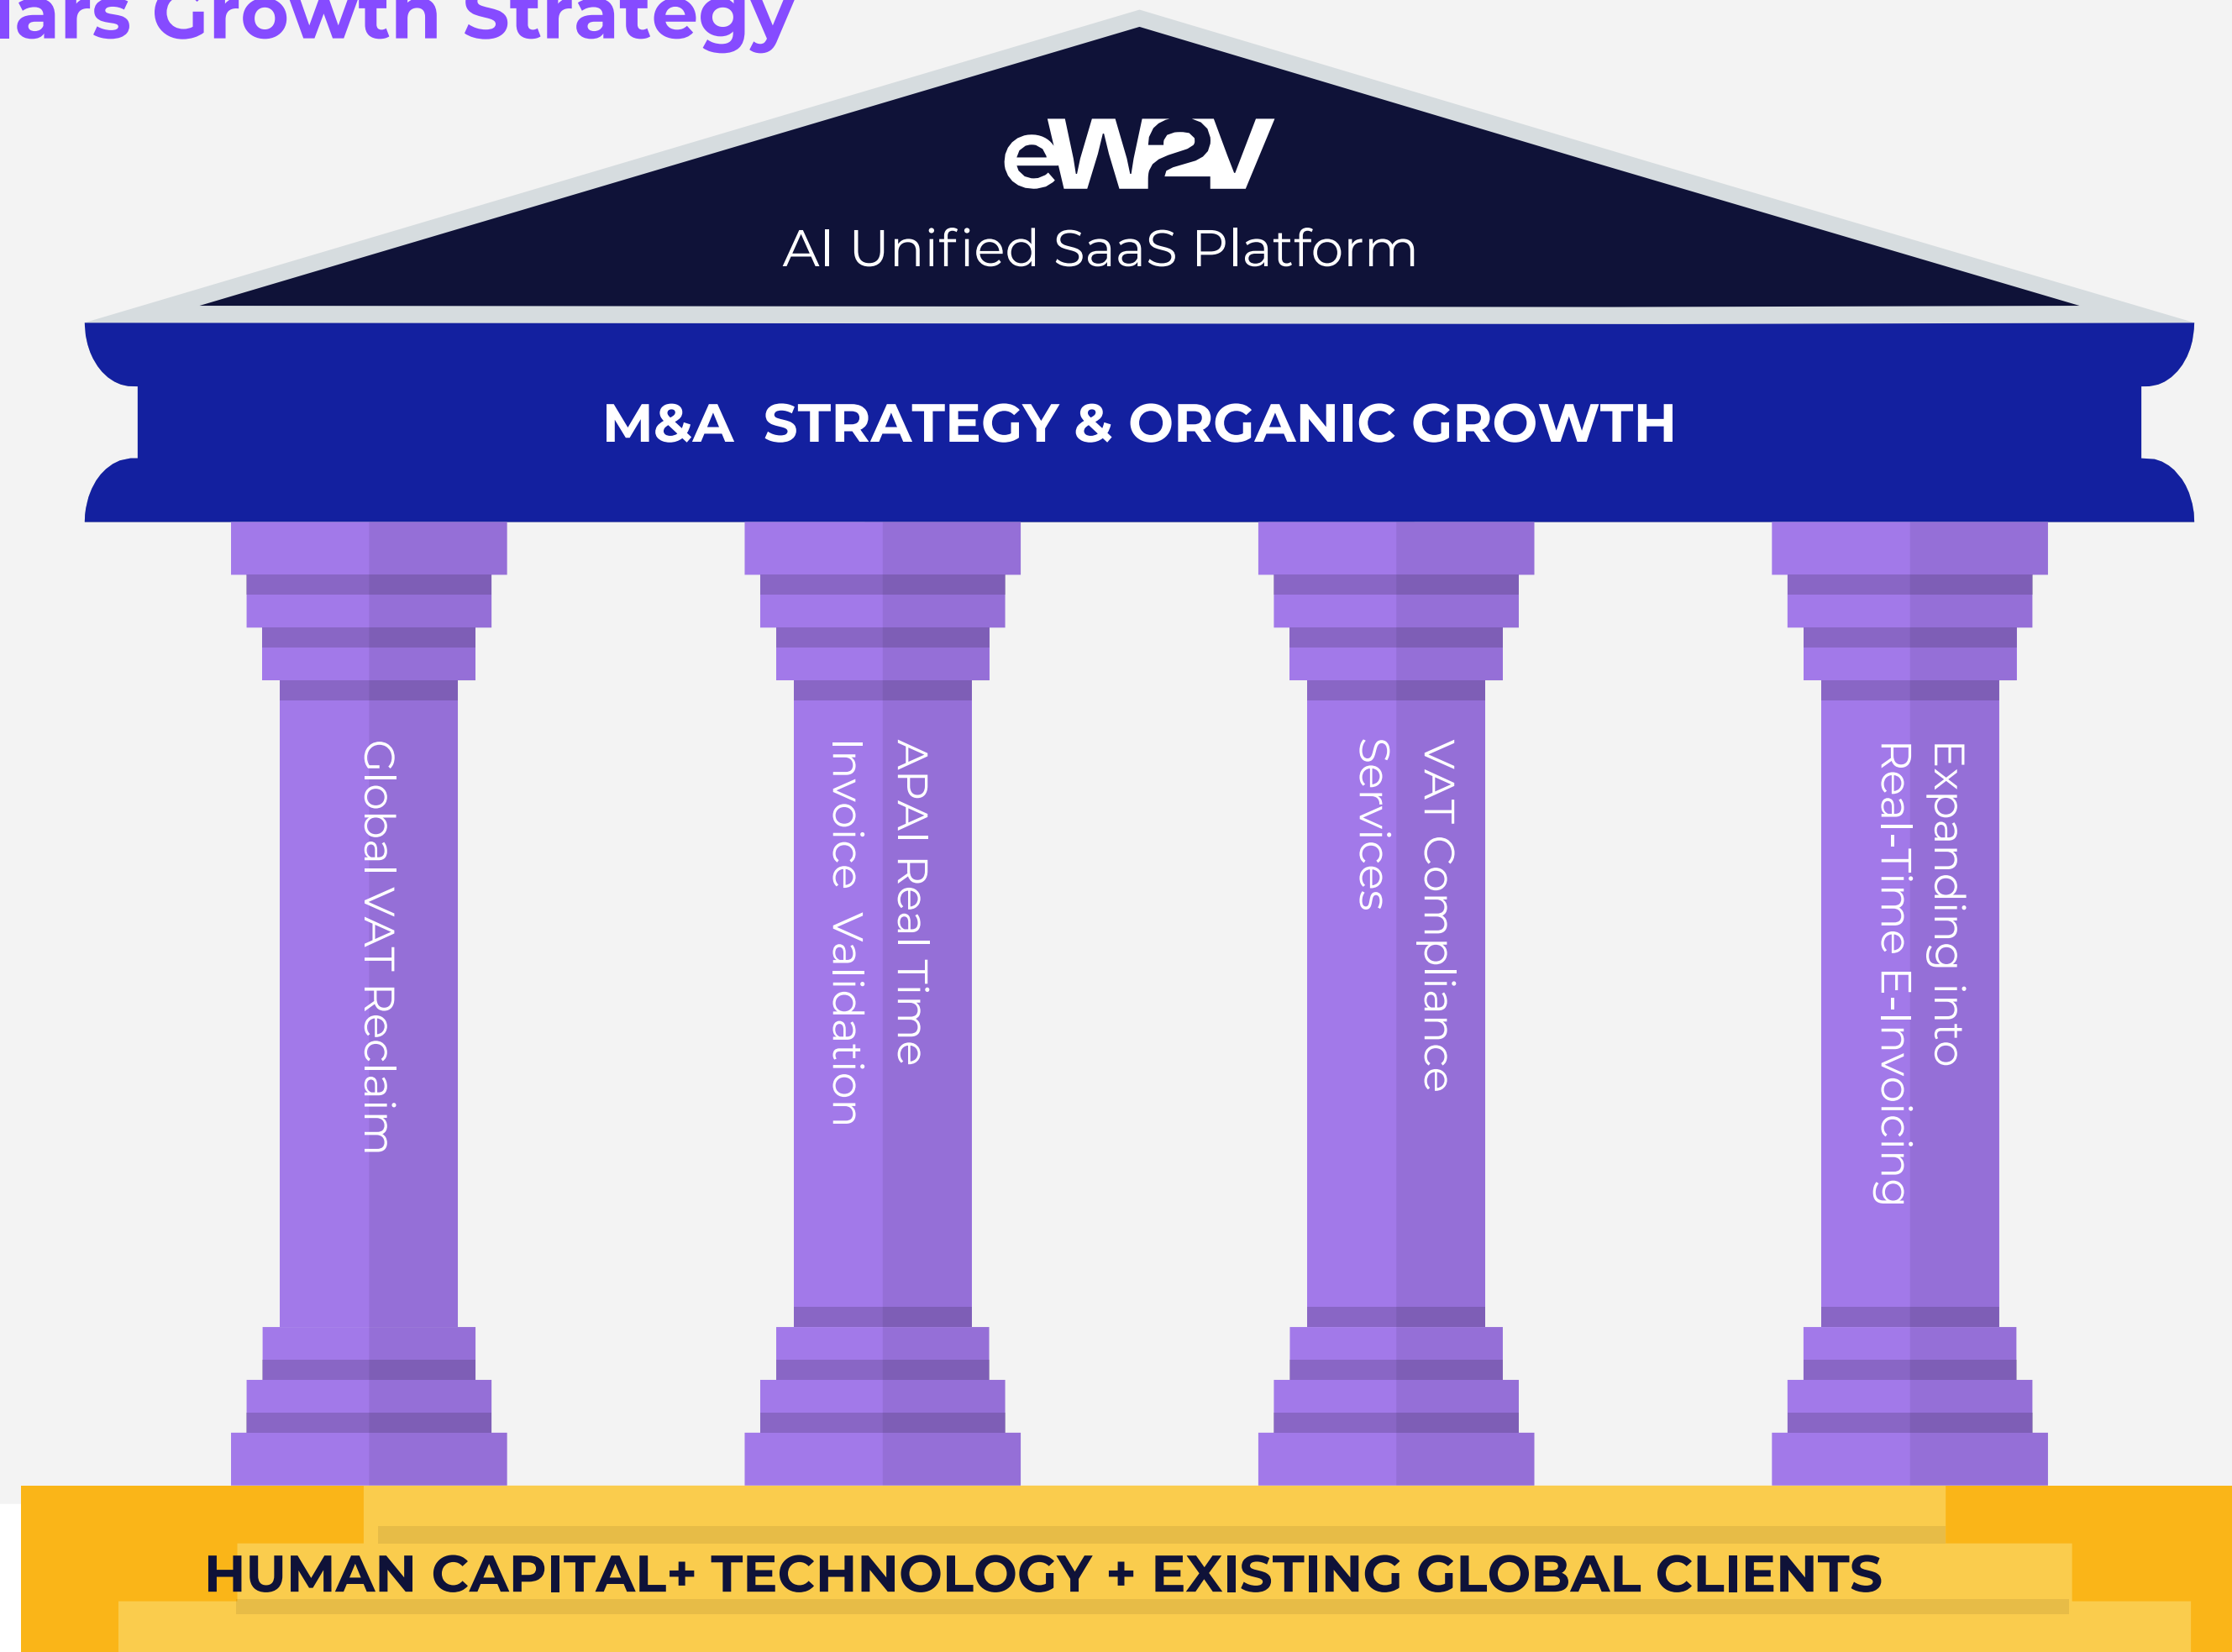 lars Growth Strategy
eW2V
AI Unified SaaS Platform
M&A STRATEGY & ORGANIC GROWTH
Global VAT Reclaim
APAI Real Time
Invoice Validation
VAT Compliance
Services
Expanding into
Real-Time E-Invoicing
HUMAN CAPITAL+ TECHNOLOGY + EXISTING GLOBAL CLIENTS